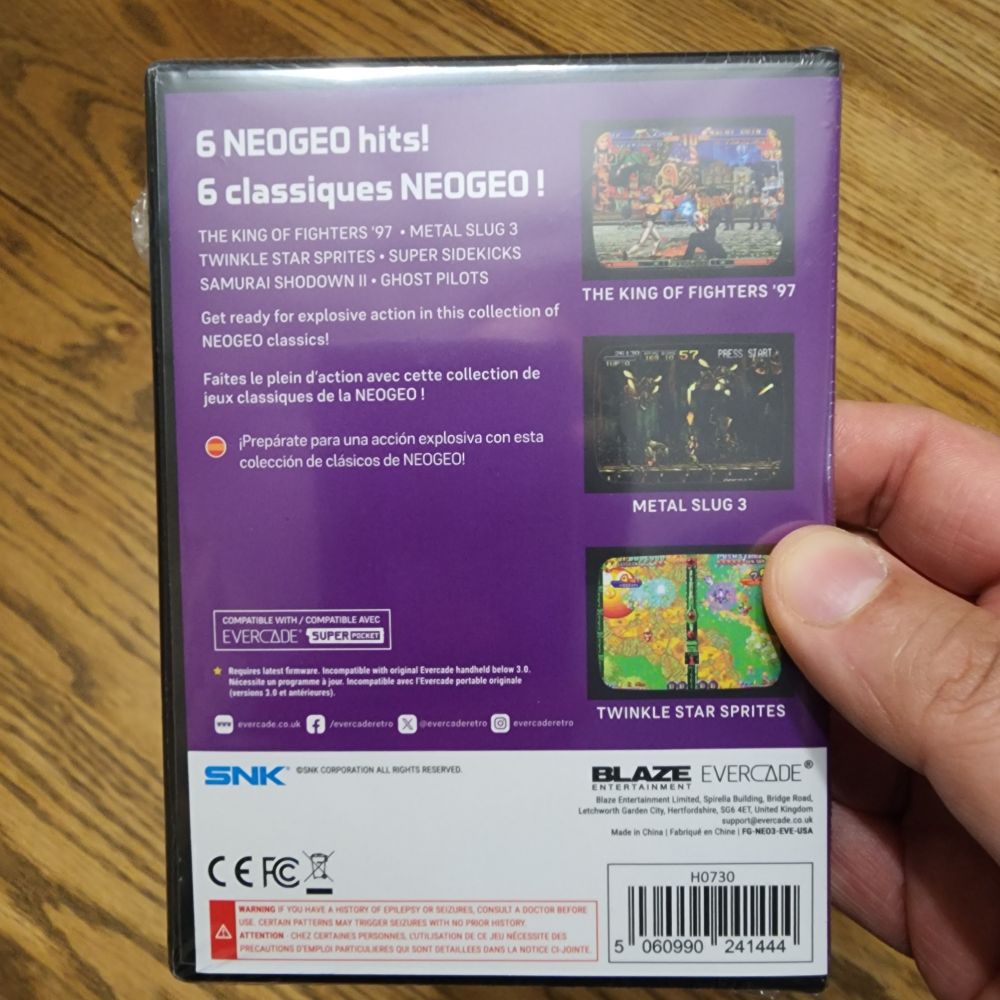 6 NEOGEO hits!
6 classiques NEOGEO !
THE KING OF FIGHTERS '97 • METAL SLUG 3
TWINKLE STAR SPRITES • SUPER SIDEKICKS
SAMURAI SHODOWN II • GHOST PILOTS
Get ready for explosive action in this collection of
NEOGEO classics!
Faites le plein d'action avec cette collection de
jeux classiques de la NEOGEO !
¡Prepárate para una acción explosiva con esta
colección de clásicos de NEOGEO!
THE KING OF FIGHTERS '97
57 PRESS START
METAL SLUG 3
TWINKLE STAR SPRITES
COMPATIBLE WITH / COMPATIBLE AVEC
EVERCADE® SUPER POCKET
Requires latest firmware. Incompatible with original Evercade handheld below 3.0.
Nécessite un programme à jour. Incompatible avec l'Evercade portable originale
(versions 3.0 et antérieures).
evercade.co.uk /evercaderetro @evercaderetro evercaderetro
SNK® ©SNK CORPORATION ALL RIGHTS RESERVED.
BLAZE ENTERTAINMENT EVERCADE®
Blaze Entertainment Limited, Spirella Building, Bridge Road,
Letchworth Garden City, Hertfordshire, SG6 4ET, United Kingdom
support@evercade.co.uk
Made in China | Fabriqué en Chine | FG-NEO3-EVE-USA
CE FC
WARNING IF YOU HAVE A HISTORY OF EPILEPSY OR SEIZURES, CONSULT A DOCTOR BEFORE
USE. CERTAIN PATTERNS MAY TRIGGER SEIZURES WITH NO PRIOR HISTORY.
ATTENTION - CHEZ CERTAINES PERSONNES, L'UTILISATION DE CE JEU NÉCESSITE DES
PRECAUTIONS D'EMPLOI PARTICULIERES QUI SONT DETAILLEES DANS LA NOTICE CI-JOINTE.
H0730
5 060990 241444